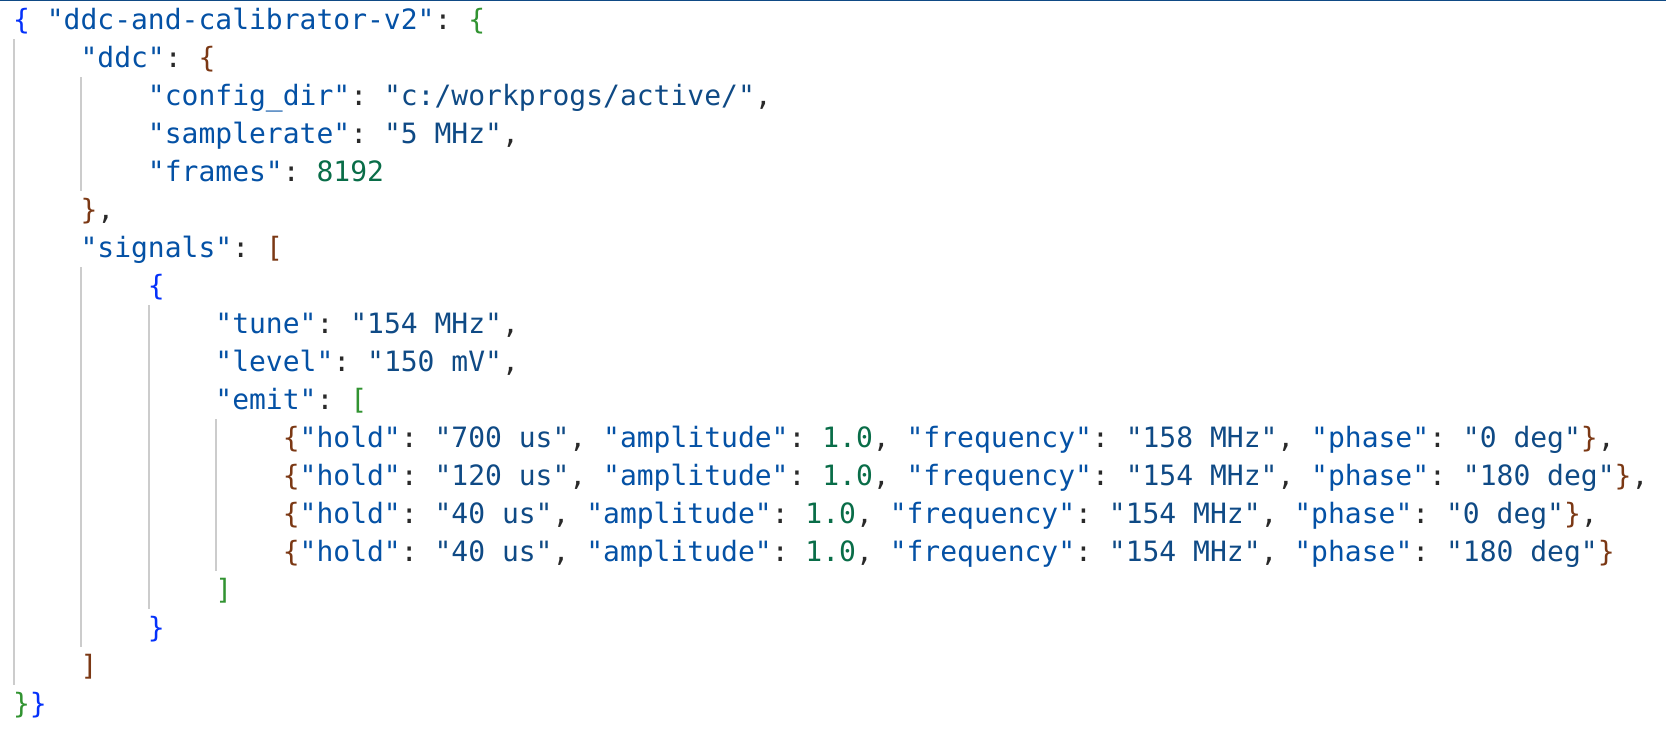 { "ddc-and-calibrator-v2": {
    "ddc": {
        "config_dir": "c:/workprogs/active/",
        "samplerate": "5 MHz",
        "frames": 8192
    },
    "signals": [
        {
            "tune": "154 MHz",
            "level": "150 mV",
            "emit": [
                {"hold": "700 us", "amplitude": 1.0, "frequency": "158 MHz", "phase": "0 deg"},
                {"hold": "120 us", "amplitude": 1.0, "frequency": "154 MHz", "phase": "180 deg"},
                {"hold": "40 us", "amplitude": 1.0, "frequency": "154 MHz", "phase": "0 deg"},
                {"hold": "40 us", "amplitude": 1.0, "frequency": "154 MHz", "phase": "180 deg"}
            ]
        }
    ]
}}